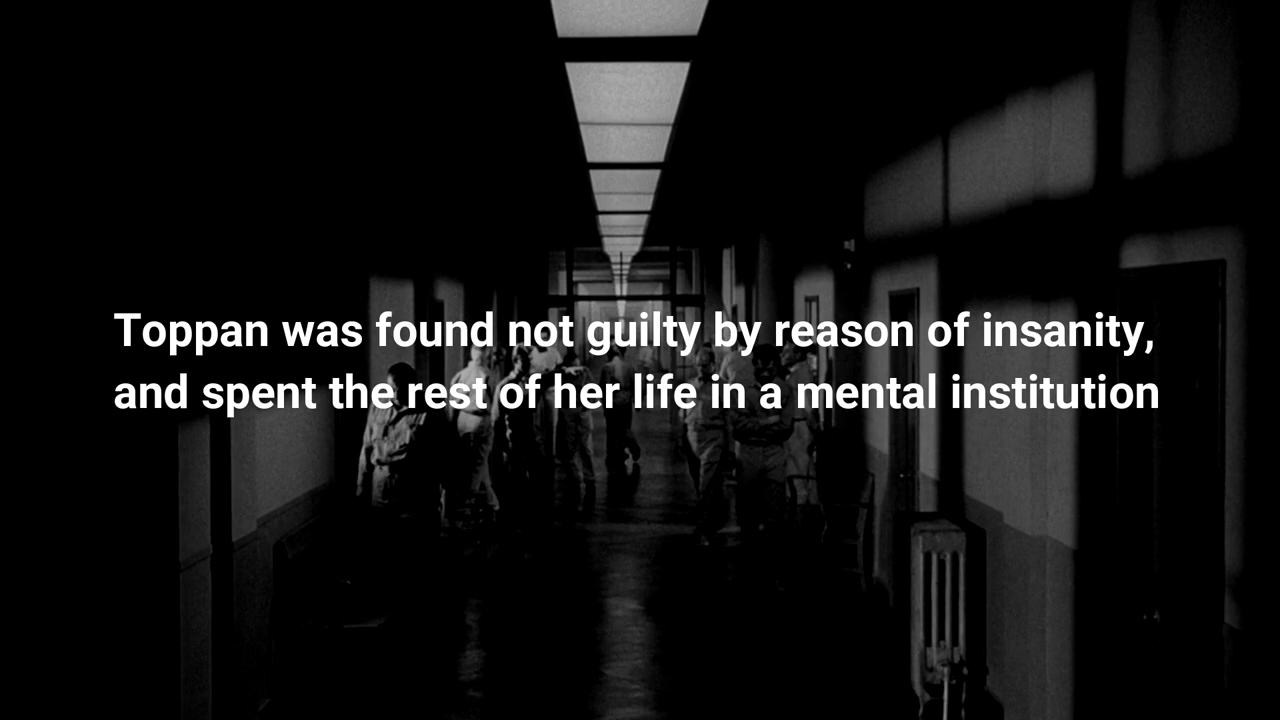 Toppan was found not guilty by reason of insanity,
and spent the rest of her life in a mental institution